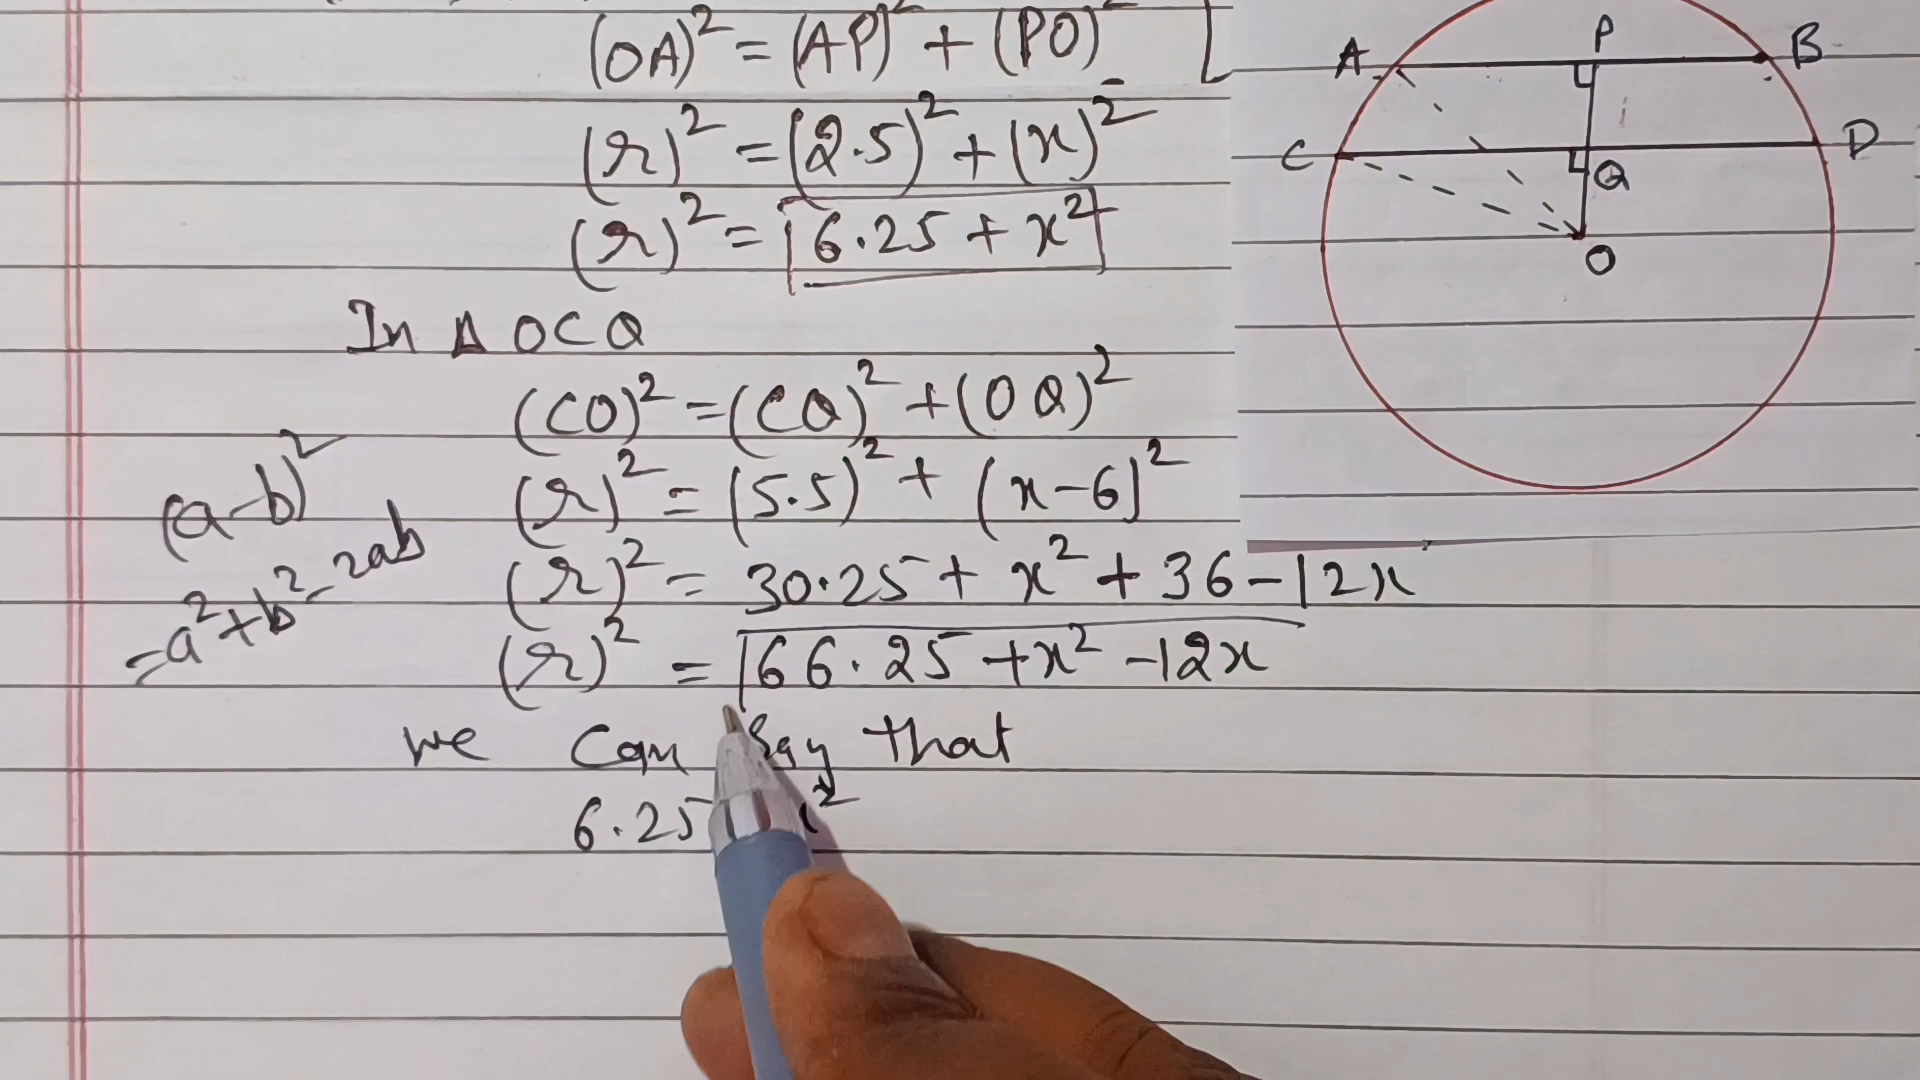 (OA)² = (AP)² + (PO)²
(r)² = (2.5)² + (x)²
(r)² = 6.25 + x²
In Δ OCQ
(CO)² = (CQ)² + (OQ)²
(r)² = (5.5)² + (x-6)²
(r)² = 30.25 + x² + 36 - 12x
(r)² = 66.25 + x² - 12x
We Can Say that
6.25 x²
(a-b)²
= a² + b² - 2ab
A P B
C Q D
O